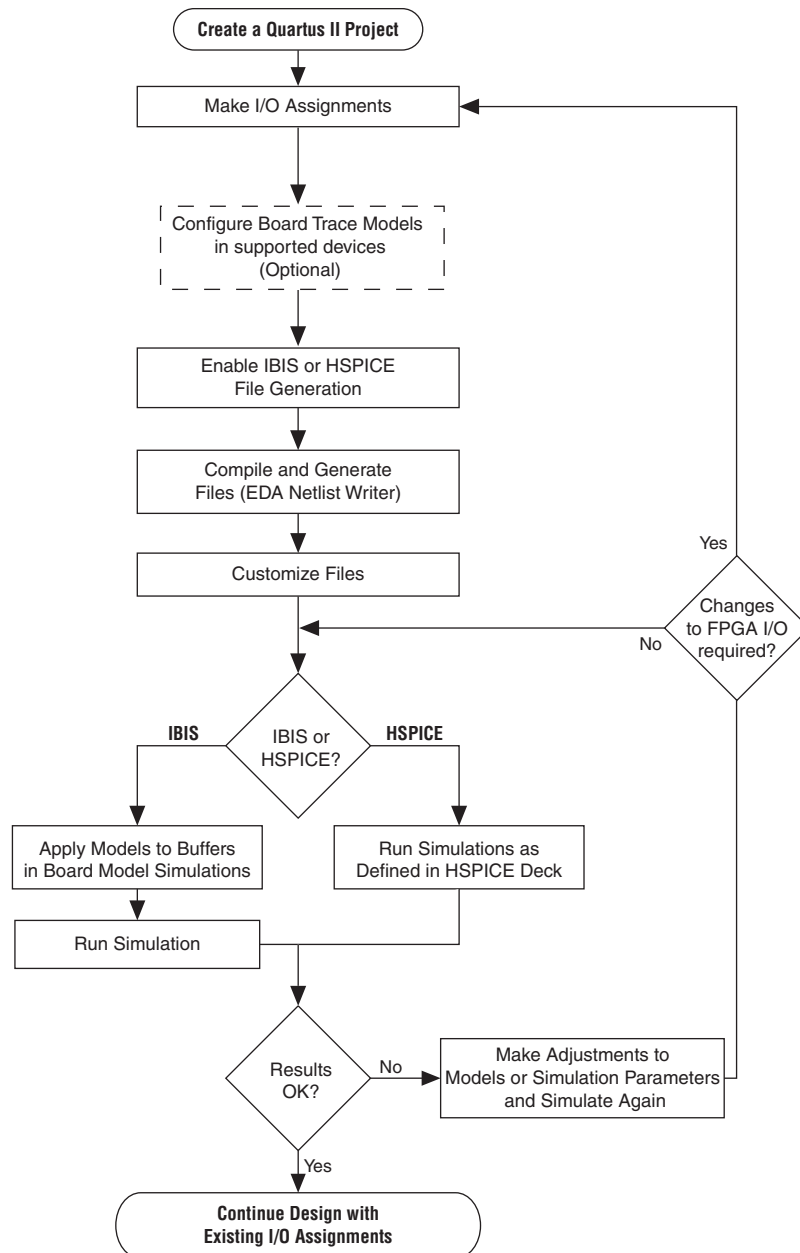 Create a Quartus II Project
Make I/O Assignments
Configure Board Trace Models
in supported devices
(Optional)
Enable IBIS or HSPICE
File Generation
Compile and Generate
Files (EDA Netlist Writer)
Customize Files
Yes
Changes
to FPGA I/O
required?
No
IBIS
IBIS or
HSPICE?
HSPICE
Apply Models to Buffers
in Board Model Simulations
Run Simulations as
Defined in HSPICE Deck
Run Simulation
Results
OK?
No
Make Adjustments to
Models or Simulation Parameters
and Simulate Again
Yes
Continue Design with
Existing I/O Assignments